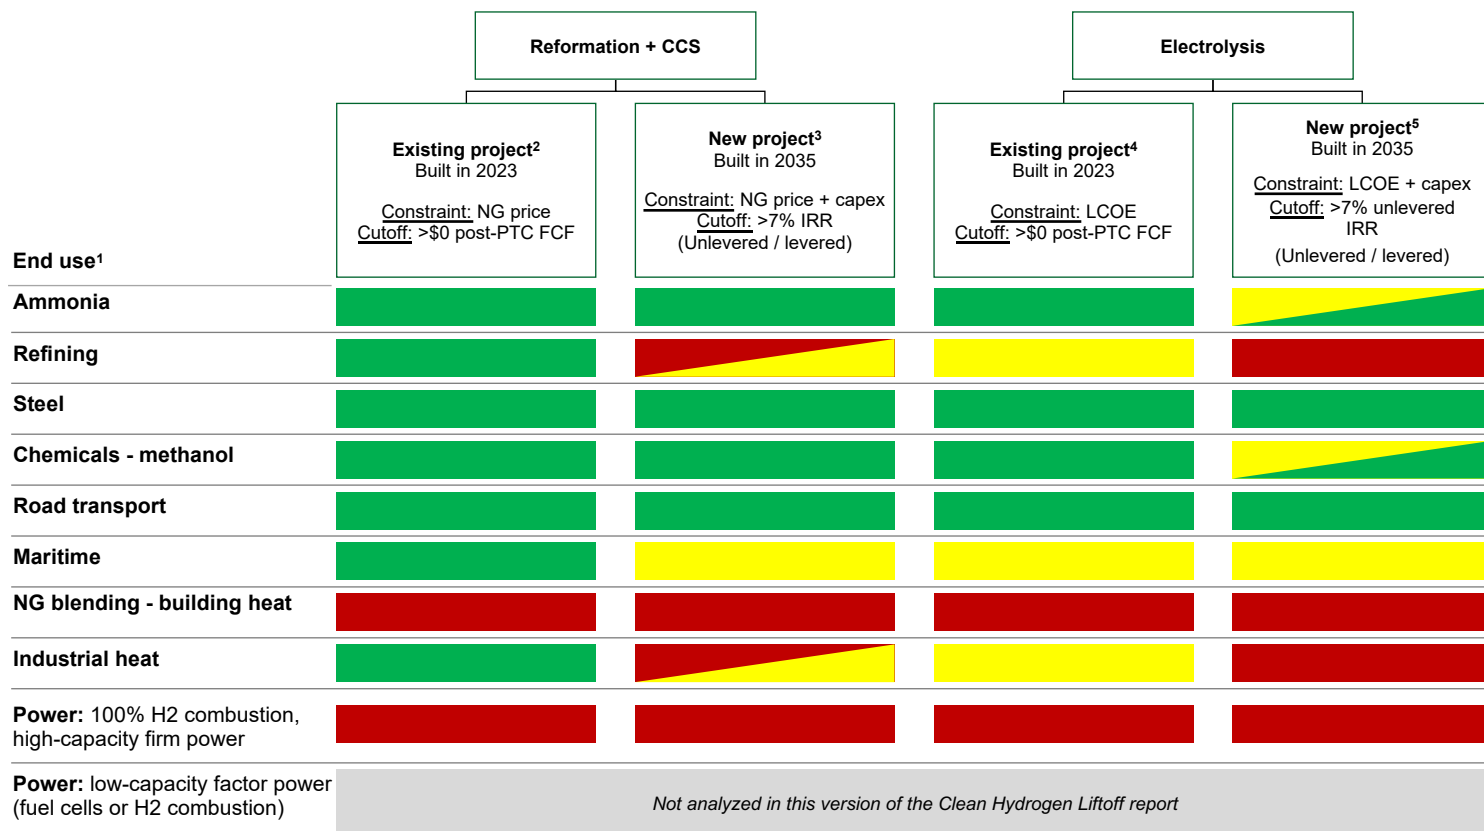 Reformation + CCS
Electrolysis
Existing project²
Built in 2023
Constraint: NG price
Cutoff: >$0 post-PTC FCF
New project³
Built in 2035
Constraint: NG price + capex
Cutoff: >7% IRR
(Unlevered / levered)
Existing project⁴
Built in 2023
Constraint: LCOE
Cutoff: >$0 post-PTC FCF
New project⁵
Built in 2035
Constraint: LCOE + capex
Cutoff: >7% unlevered
IRR
(Unlevered / levered)
End use¹
Ammonia
Refining
Steel
Chemicals - methanol
Road transport
Maritime
NG blending - building heat
Industrial heat
Power: 100% H2 combustion,
high-capacity firm power
Power: low-capacity factor power
(fuel cells or H2 combustion)
Not analyzed in this version of the Clean Hydrogen Liftoff report